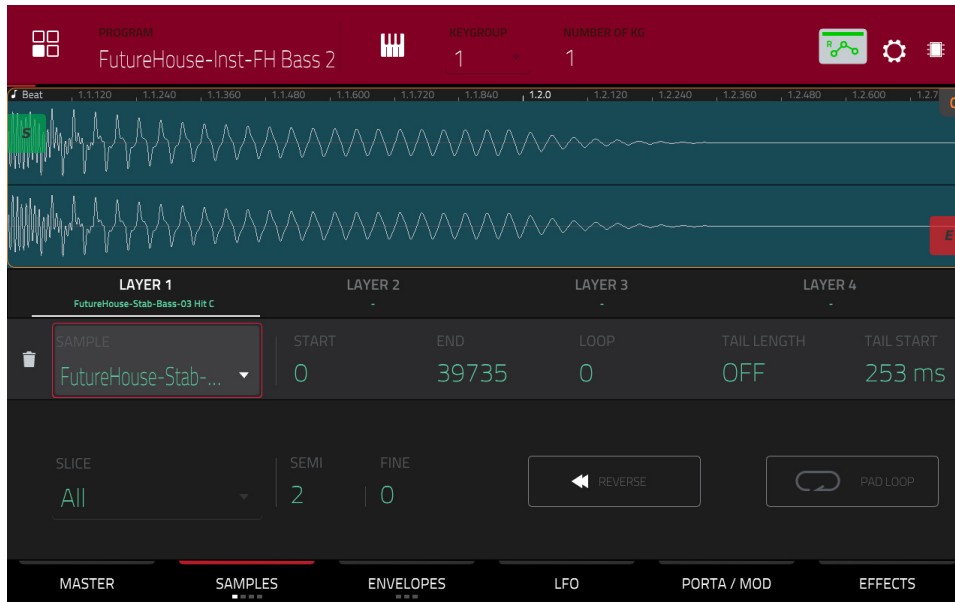 PROGRAM KEYGROUP NUMBER OF KG
FutureHouse-Inst-FH Bass 2 1 1 R
Beat 1.1.120 1.1.240 1.1.360 1.1.480 1.1.600 1.1.720 1.1.840 1.2.0 1.2.120 1.2.240 1.2.360 1.2.480 1.2.600
S
E
LAYER 1 LAYER 2 LAYER 3 LAYER 4
FutureHouse-Stab-Bass-03 Hit C - - -
SAMPLE START END LOOP TAIL LENGTH TAIL START
FutureHouse-Stab-... 0 39735 0 OFF 253 ms
SLICE SEMI FINE
All 2 0 REVERSE PAD LOOP
MASTER SAMPLES ENVELOPES LFO PORTA / MOD EFFECTS